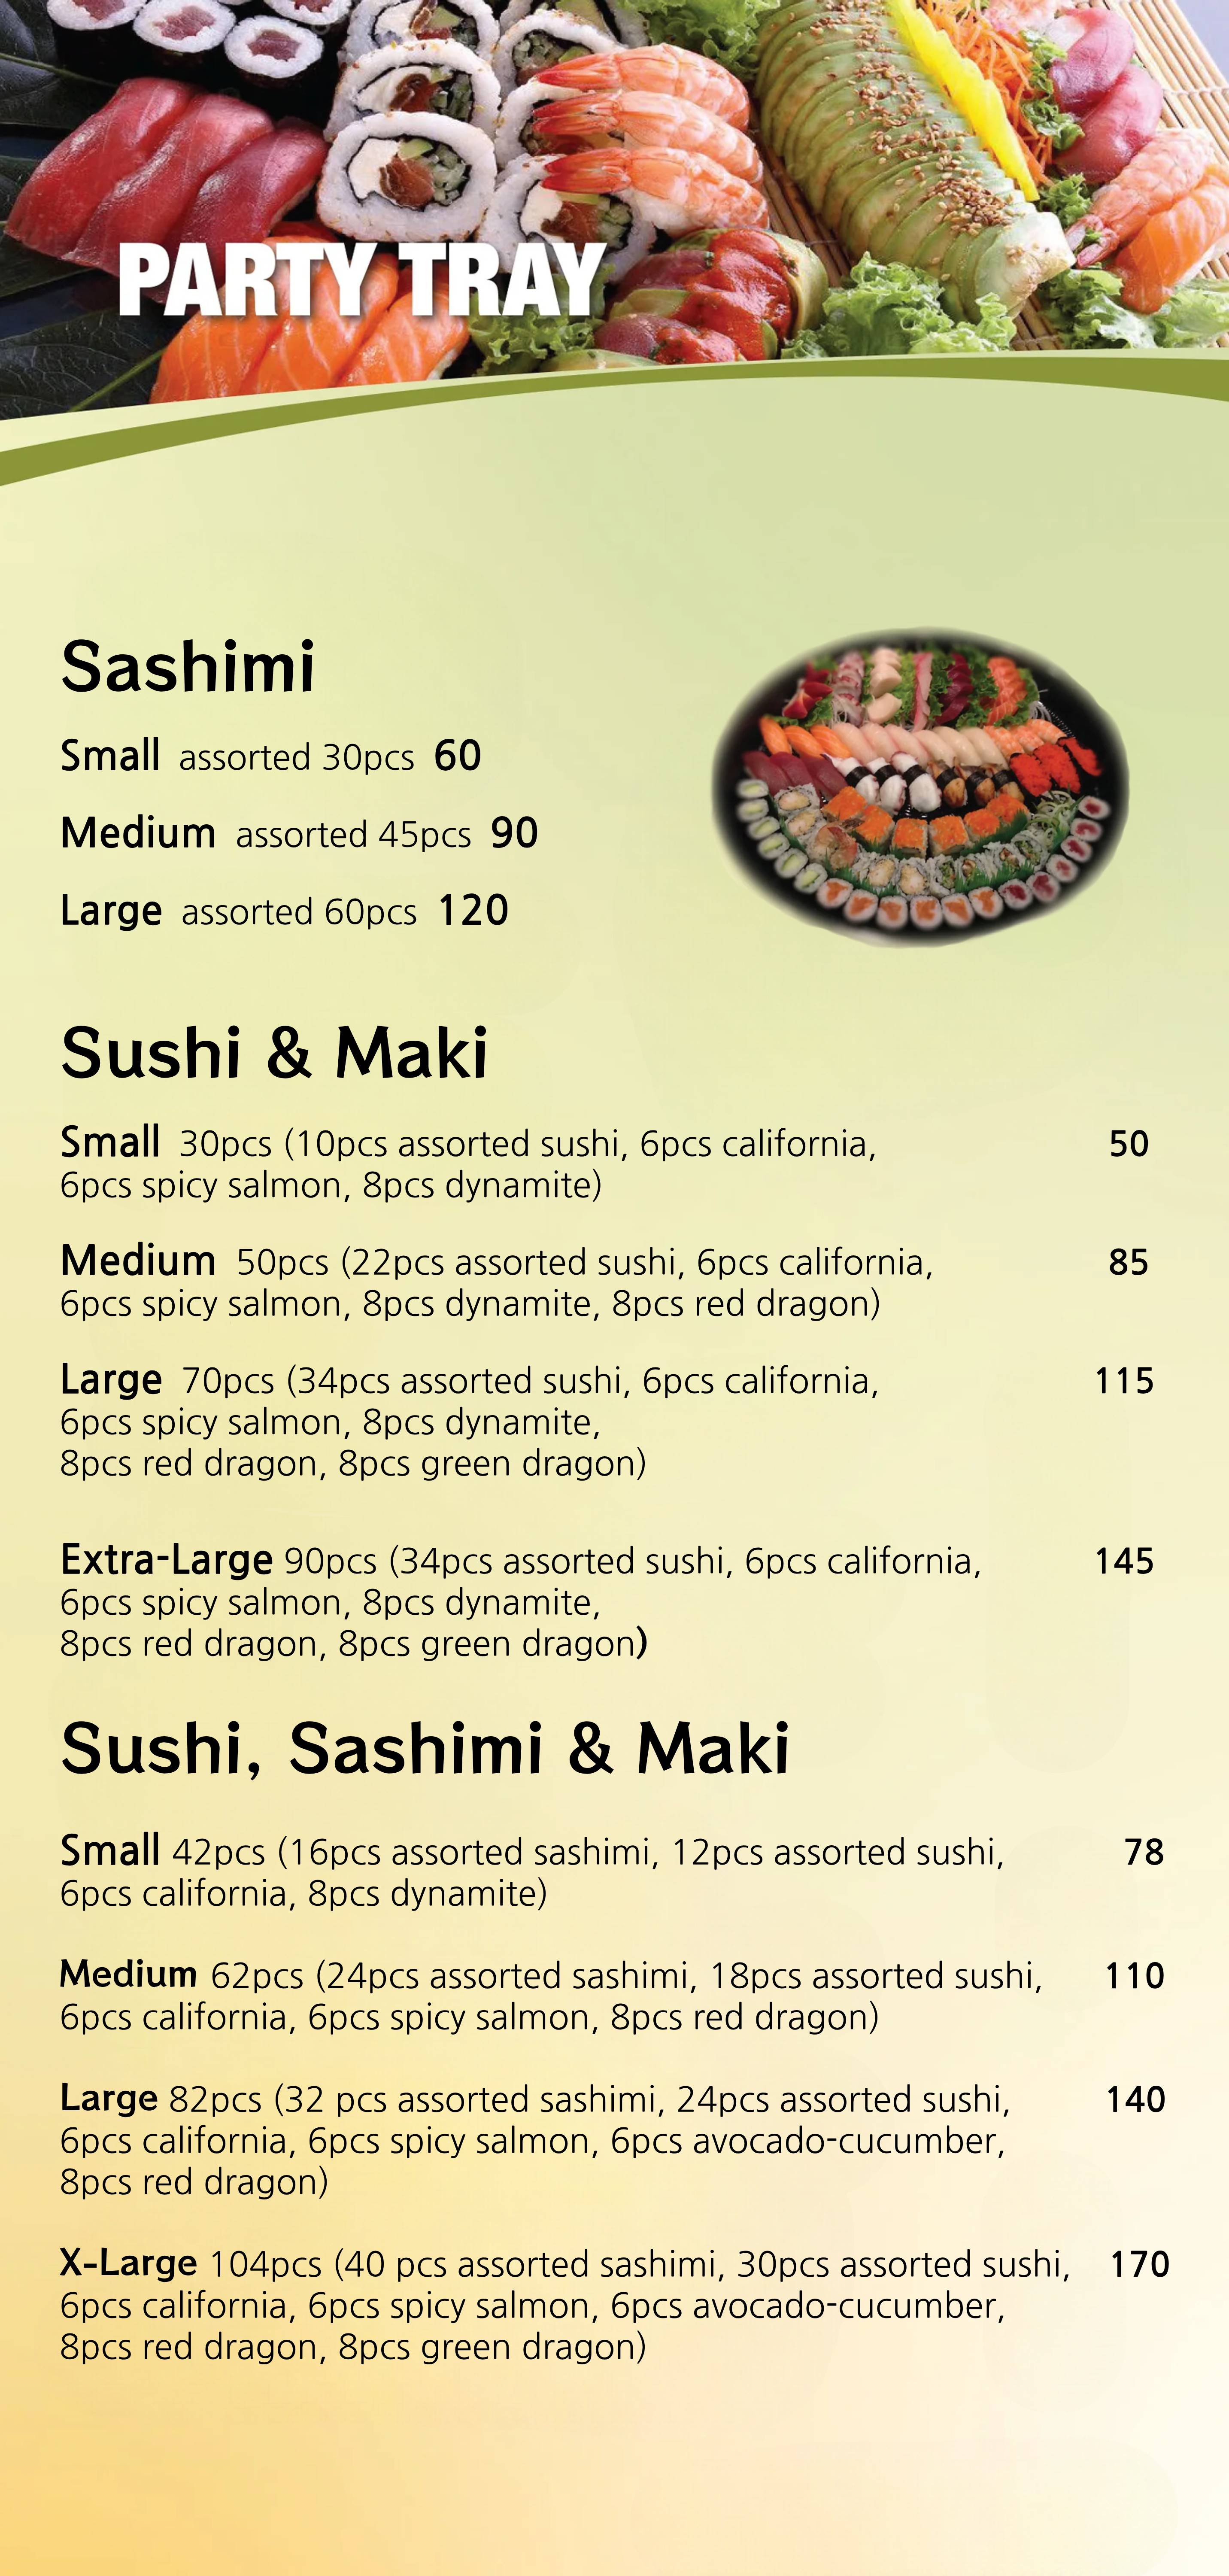 PARTY TRAY
Sashimi
Small assorted 30pcs 60
Medium assorted 45pcs 90
Large assorted 60pcs 120
Sushi & Maki
Small 30pcs (10pcs assorted sushi, 6pcs california, 50
6pcs spicy salmon, 8pcs dynamite)
Medium 50pcs (22pcs assorted sushi, 6pcs california, 85
6pcs spicy salmon, 8pcs dynamite, 8pcs red dragon)
Large 70pcs (34pcs assorted sushi, 6pcs california, 115
6pcs spicy salmon, 8pcs dynamite,
8pcs red dragon, 8pcs green dragon)
Extra-Large 90pcs (34pcs assorted sushi, 6pcs california, 145
6pcs spicy salmon, 8pcs dynamite,
8pcs red dragon, 8pcs green dragon)
Sushi, Sashimi & Maki
Small 42pcs (16pcs assorted sashimi, 12pcs assorted sushi, 78
6pcs california, 8pcs dynamite)
Medium 62pcs (24pcs assorted sashimi, 18pcs assorted sushi, 110
6pcs california, 6pcs spicy salmon, 8pcs red dragon)
Large 82pcs (32 pcs assorted sashimi, 24pcs assorted sushi, 140
6pcs california, 6pcs spicy salmon, 6pcs avocado-cucumber,
8pcs red dragon)
X-Large 104pcs (40 pcs assorted sashimi, 30pcs assorted sushi, 170
6pcs california, 6pcs spicy salmon, 6pcs avocado-cucumber,
8pcs red dragon, 8pcs green dragon)